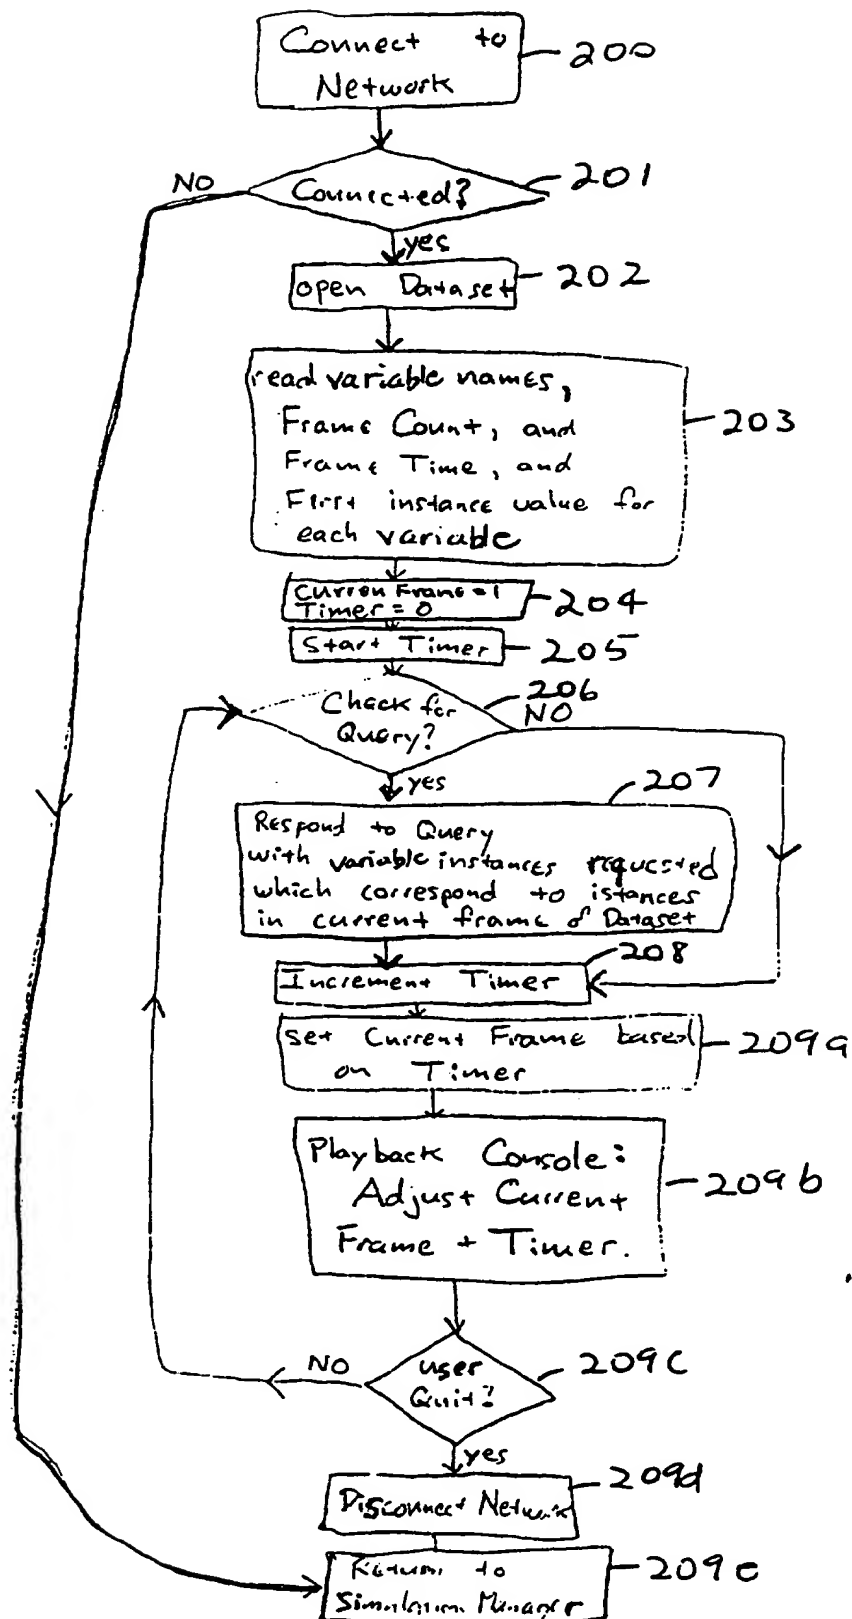 Connect to
Network
200
NO
Connected?
201
yes
open Dataset
202
read variable names,
Frame Count, and
Frame Time, and
First instance value for
each variable
203
Curren Frame = 1
Timer = 0
204
Start Timer
205
Check for
Query?
206
NO
yes
207
Respond to Query
with variable instances requested
which correspond to istances
in current frame of Dataset
208
Increment Timer
set Current Frame based
on Timer
209a
Playback Console:
Adjust Current
Frame + Timer.
209b
NO
user
Quit?
209c
yes
209d
Disconnect Network
Return to
Simulation Manager
209e